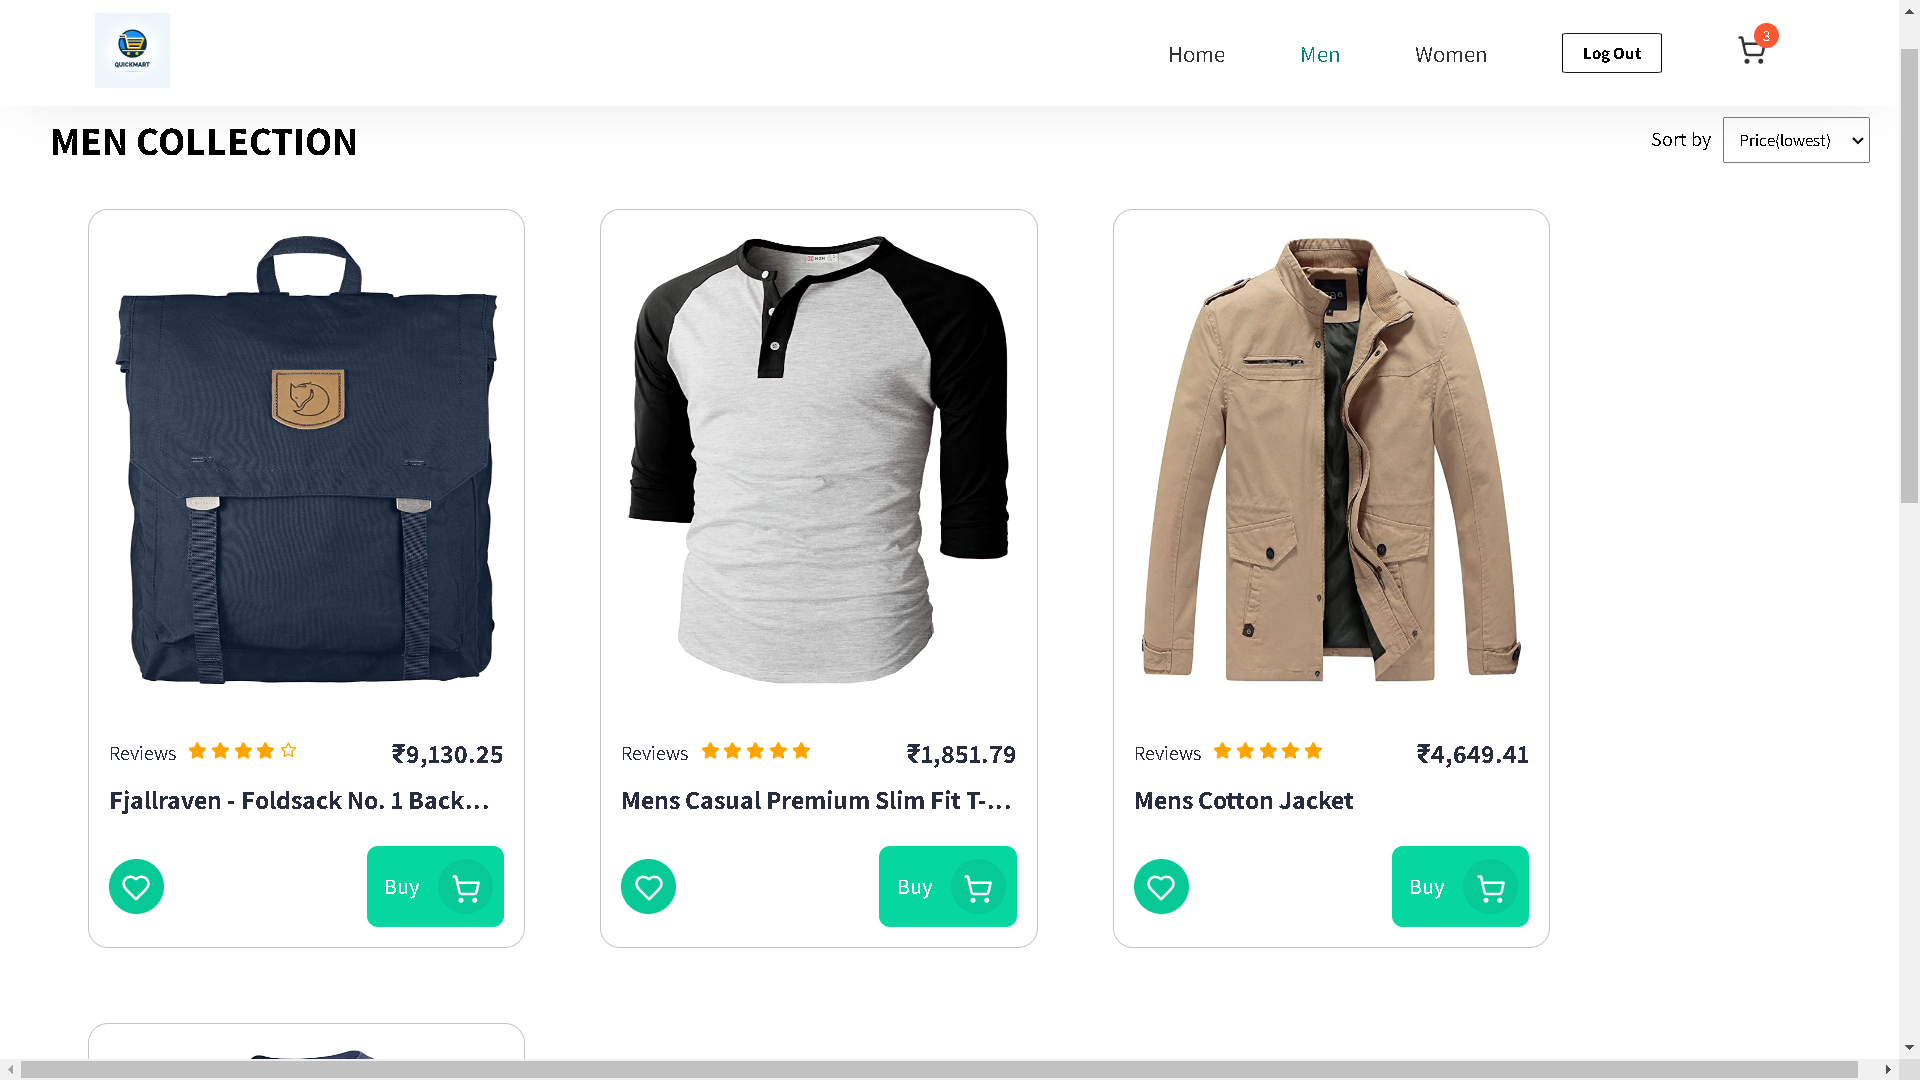 QUICKMART
Home
Men
Women
Log Out
3
MEN COLLECTION
Sort by
Price(lowest)
Reviews
₹9,130.25
Fjallraven - Foldsack No. 1 Back...
Buy
Reviews
₹1,851.79
Mens Casual Premium Slim Fit T-...
Buy
Reviews
₹4,649.41
Mens Cotton Jacket
Buy